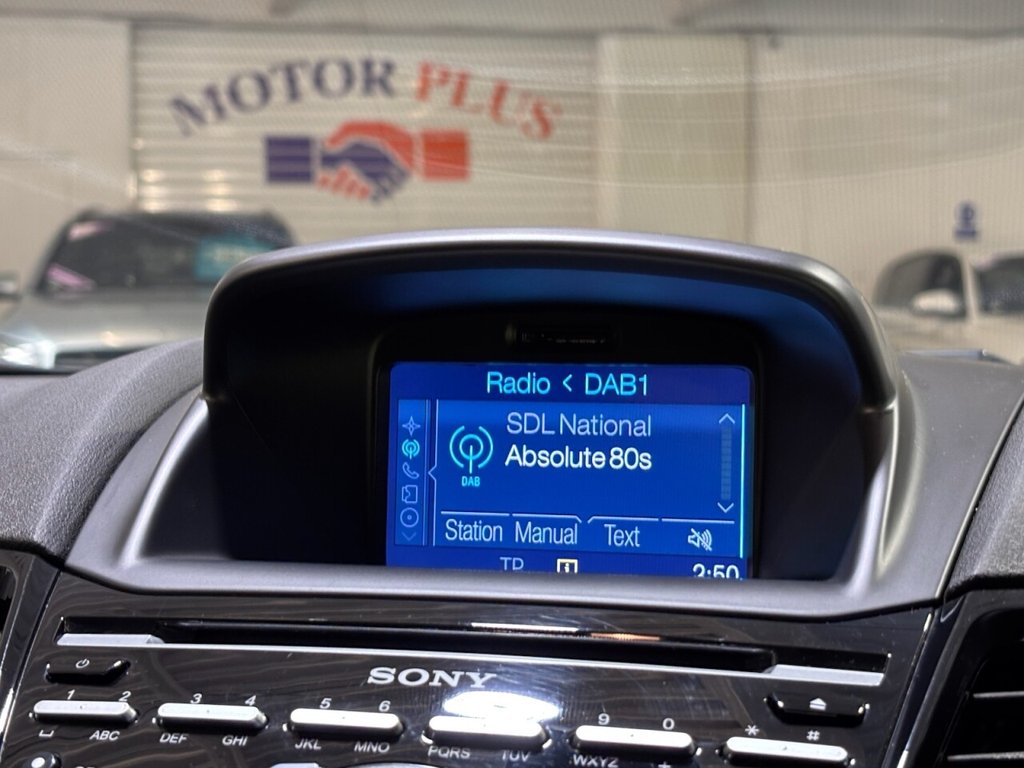 MOTOR PLUS
Radio < DAB1
SDL National
Absolute 80s
DAB
Station Manual Text
TP i 2:50
SONY
1 2 3 4 5 6 9 0 * #
ABC DEF GHI JKL MNO PQRS TUV WXYZ +